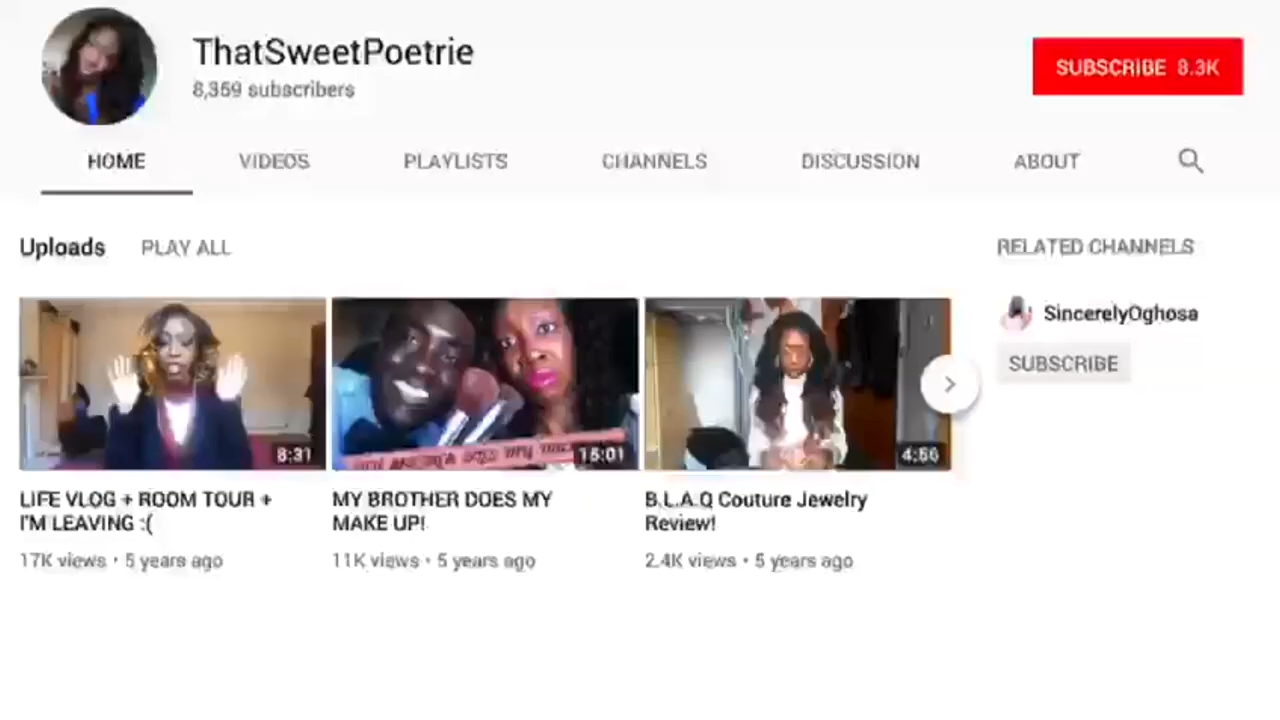 ThatSweetPoetrie
8,359 subscribers
SUBSCRIBE 8.3K
HOME VIDEOS PLAYLISTS CHANNELS DISCUSSION ABOUT
Uploads PLAY ALL
RELATED CHANNELS
SincerelyOghosa
SUBSCRIBE
8:31
15:01
4:56
LIFE VLOG + ROOM TOUR +
I'M LEAVING :(
17K views • 5 years ago
MY BROTHER DOES MY
MAKE UP!
11K views • 5 years ago
B.L.A.Q Couture Jewelry
Review!
2.4K views • 5 years ago